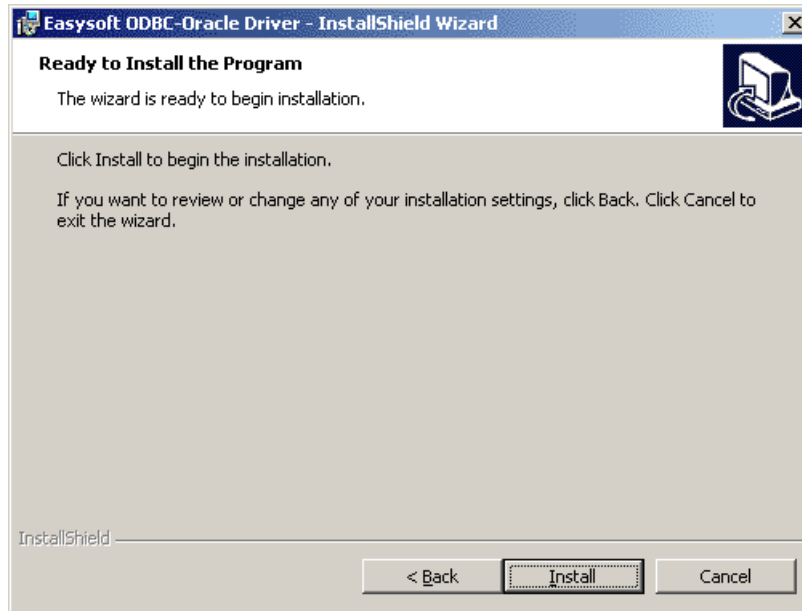 Easysoft ODBC-Oracle Driver - InstallShield Wizard
Ready to Install the Program
The wizard is ready to begin installation.
Click Install to begin the installation.
If you want to review or change any of your installation settings, click Back. Click Cancel to
exit the wizard.
InstallShield
< Back
Install
Cancel